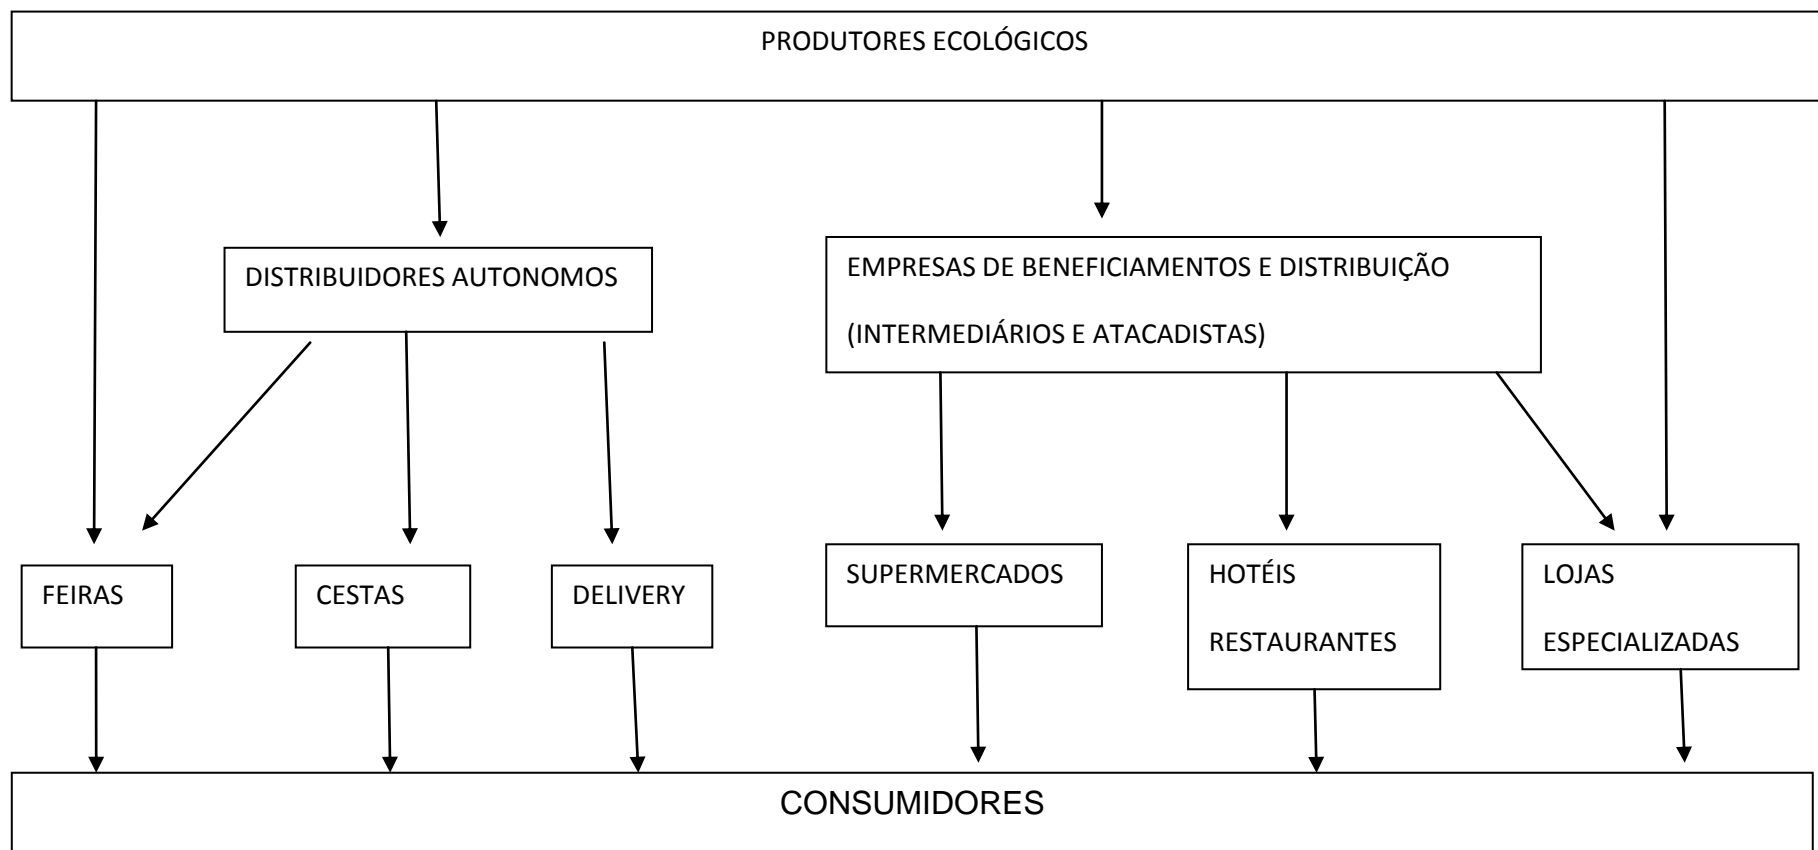 PRODUTORES ECOLÓGICOS
DISTRIBUIDORES AUTONOMOS
EMPRESAS DE BENEFICIAMENTOS E DISTRIBUIÇÃO
(INTERMEDIÁRIOS E ATACADISTAS)
FEIRAS
CESTAS
DELIVERY
SUPERMERCADOS
HOTÉIS
RESTAURANTES
LOJAS
ESPECIALIZADAS
CONSUMIDORES